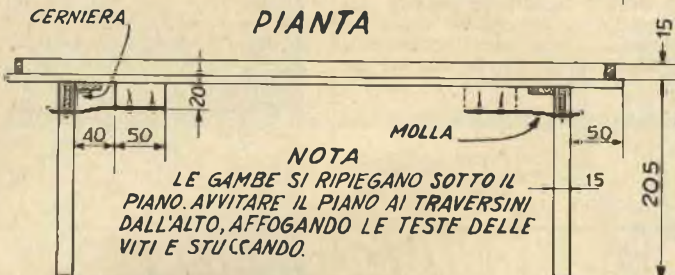 CERNIERA
PIANTA
15
20
40
50
MOLLA
50
NOTA
LE GAMBE SI RIPIEGANO SOTTO IL
PIANO. AVVITARE IL PIANO AI TRAVERSINI
DALL'ALTO, AFFOGANDO LE TESTE DELLE
VITI E STUCCANDO.
15
205